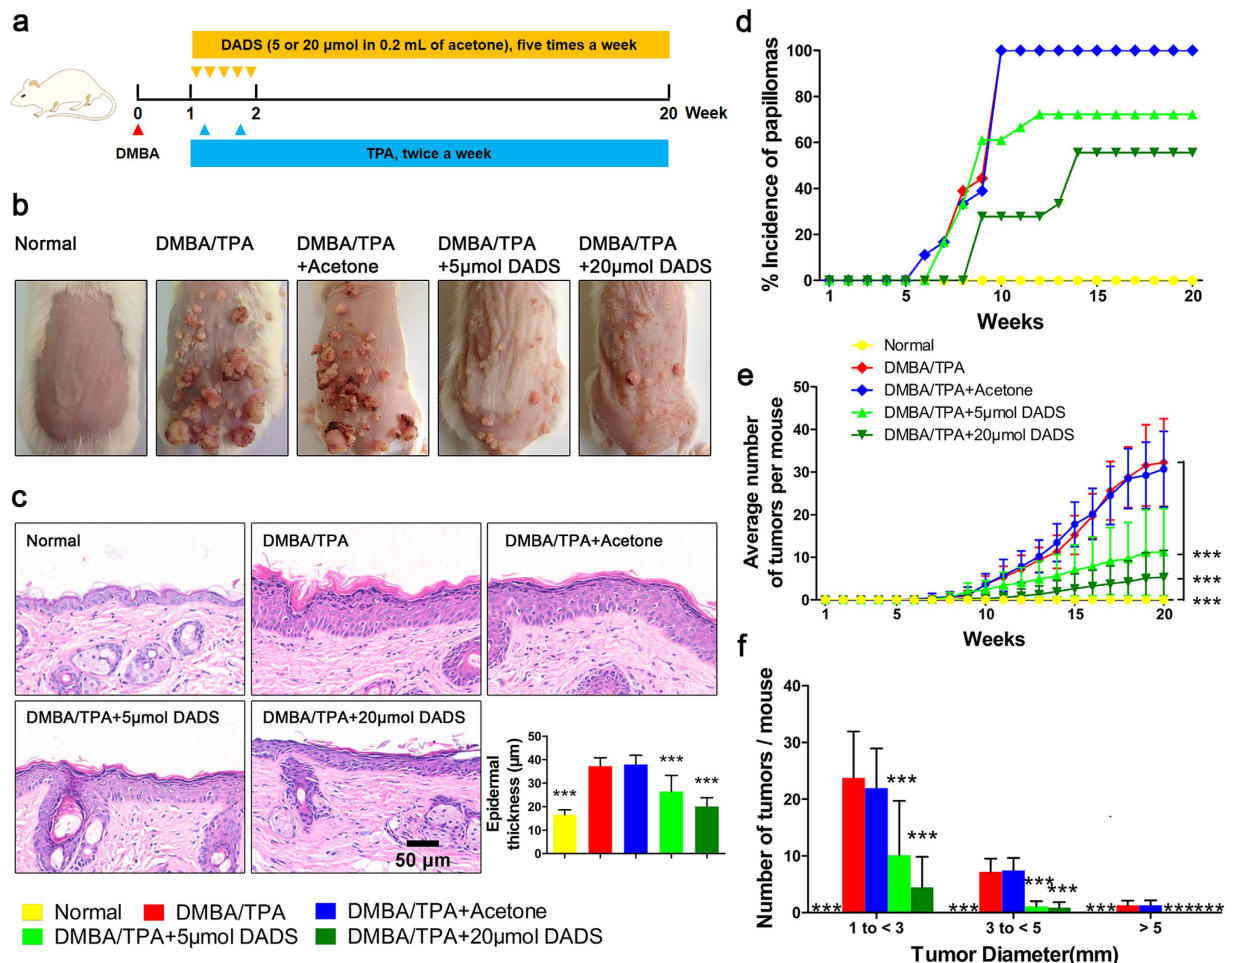 a
DADS (5 or 20 μmol in 0.2 mL of acetone), five times a week
0 1 2 20 Week
DMBA
TPA, twice a week
b
Normal
DMBA/TPA
DMBA/TPA
+Acetone
DMBA/TPA
+5μmol DADS
DMBA/TPA
+20μmol DADS
c
Normal
DMBA/TPA
DMBA/TPA+Acetone
DMBA/TPA+5μmol DADS
DMBA/TPA+20μmol DADS
50 μm
Epidermal
thickness (μm)
50
40
30
20
10
0
***
***
***
Normal
DMBA/TPA
DMBA/TPA+Acetone
DMBA/TPA+5μmol DADS
DMBA/TPA+20μmol DADS
d
% Incidence of papillomas
100
80
60
40
20
0
1 5 10 15 20
Weeks
Normal
DMBA/TPA
DMBA/TPA+Acetone
DMBA/TPA+5μmol DADS
DMBA/TPA+20μmol DADS
e
Average number
of tumors per mouse
50
40
30
20
10
0
1 5 10 15 20
Weeks
***
***
***
f
Number of tumors / mouse
40
30
20
10
0
***
***
***
***
***
***
***
******
1 to < 3
3 to < 5
> 5
Tumor Diameter(mm)